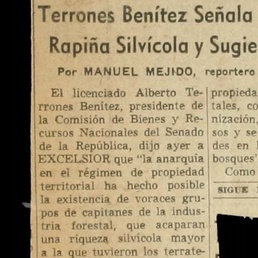 Terrones Benítez Señala
Rapiña Silvícola y Sugie
Por MANUEL MEJIDO, reportero
El licenciado Alberto Te-
rrones Benítez, presidente de
la Comisión de Bienes y Re-
cursos Nacionales del Senado
de la República, dijo ayer a
EXCELSIOR que "la anarquía
en el régimen de propiedad
territorial ha hecho posible
la existencia de voraces gru-
pos de capitanes de la indus-
tria forestal, que acaparan
una riqueza silvícola mayor
a la que tuvieron los terrate-
propieda
tales, co
nización,
sos y se
des en l
bosques'
Como
SIGUE